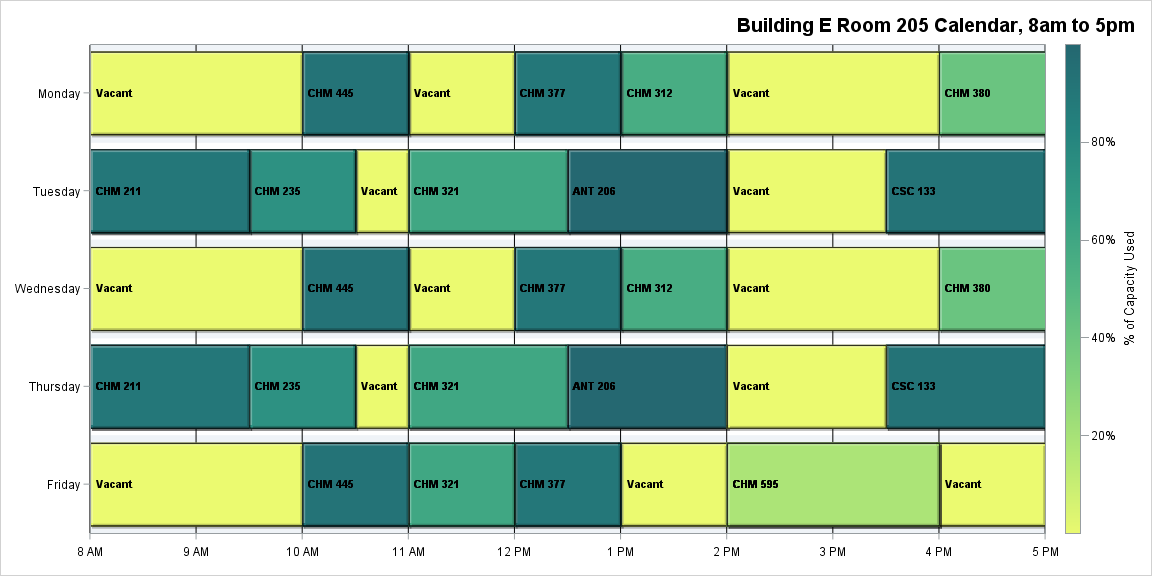 Building E Room 205 Calendar, 8am to 5pm
Monday
Vacant
CHM 445
Vacant
CHM 377
CHM 312
Vacant
CHM 380
Tuesday
CHM 211
CHM 235
Vacant
CHM 321
ANT 206
Vacant
CSC 133
Wednesday
Vacant
CHM 445
Vacant
CHM 377
CHM 312
Vacant
CHM 380
Thursday
CHM 211
CHM 235
Vacant
CHM 321
ANT 206
Vacant
CSC 133
Friday
Vacant
CHM 445
CHM 321
CHM 377
Vacant
CHM 595
Vacant
8 AM
9 AM
10 AM
11 AM
12 PM
1 PM
2 PM
3 PM
4 PM
5 PM
80%
60%
40%
20%
% of Capacity Used